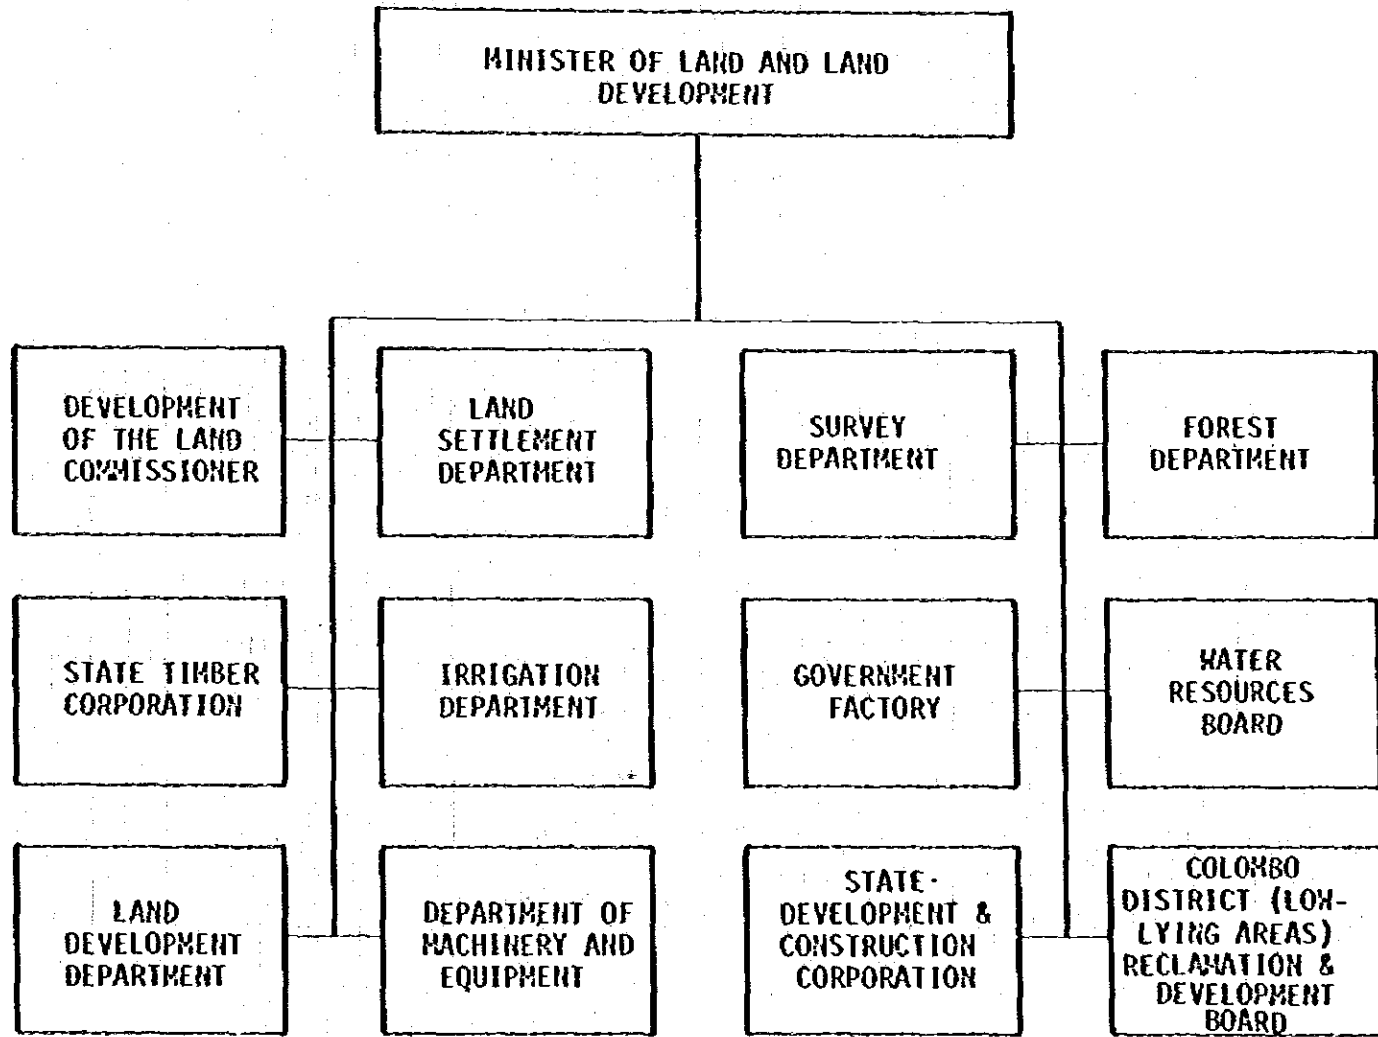 MINISTER OF LAND AND LAND
DEVELOPMENT
DEVELOPMENT
OF THE LAND
COMMISSIONER
LAND
SETTLEMENT
DEPARTMENT
SURVEY
DEPARTMENT
FOREST
DEPARTMENT
STATE TIMBER
CORPORATION
IRRIGATION
DEPARTMENT
GOVERNMENT
FACTORY
WATER
RESOURCES
BOARD
LAND
DEVELOPMENT
DEPARTMENT
DEPARTMENT OF
MACHINERY AND
EQUIPMENT
STATE-
DEVELOPMENT &
CONSTRUCTION
CORPORATION
COLOMBO
DISTRICT (LOW-
LYING AREAS)
RECLAMATION &
DEVELOPMENT
BOARD